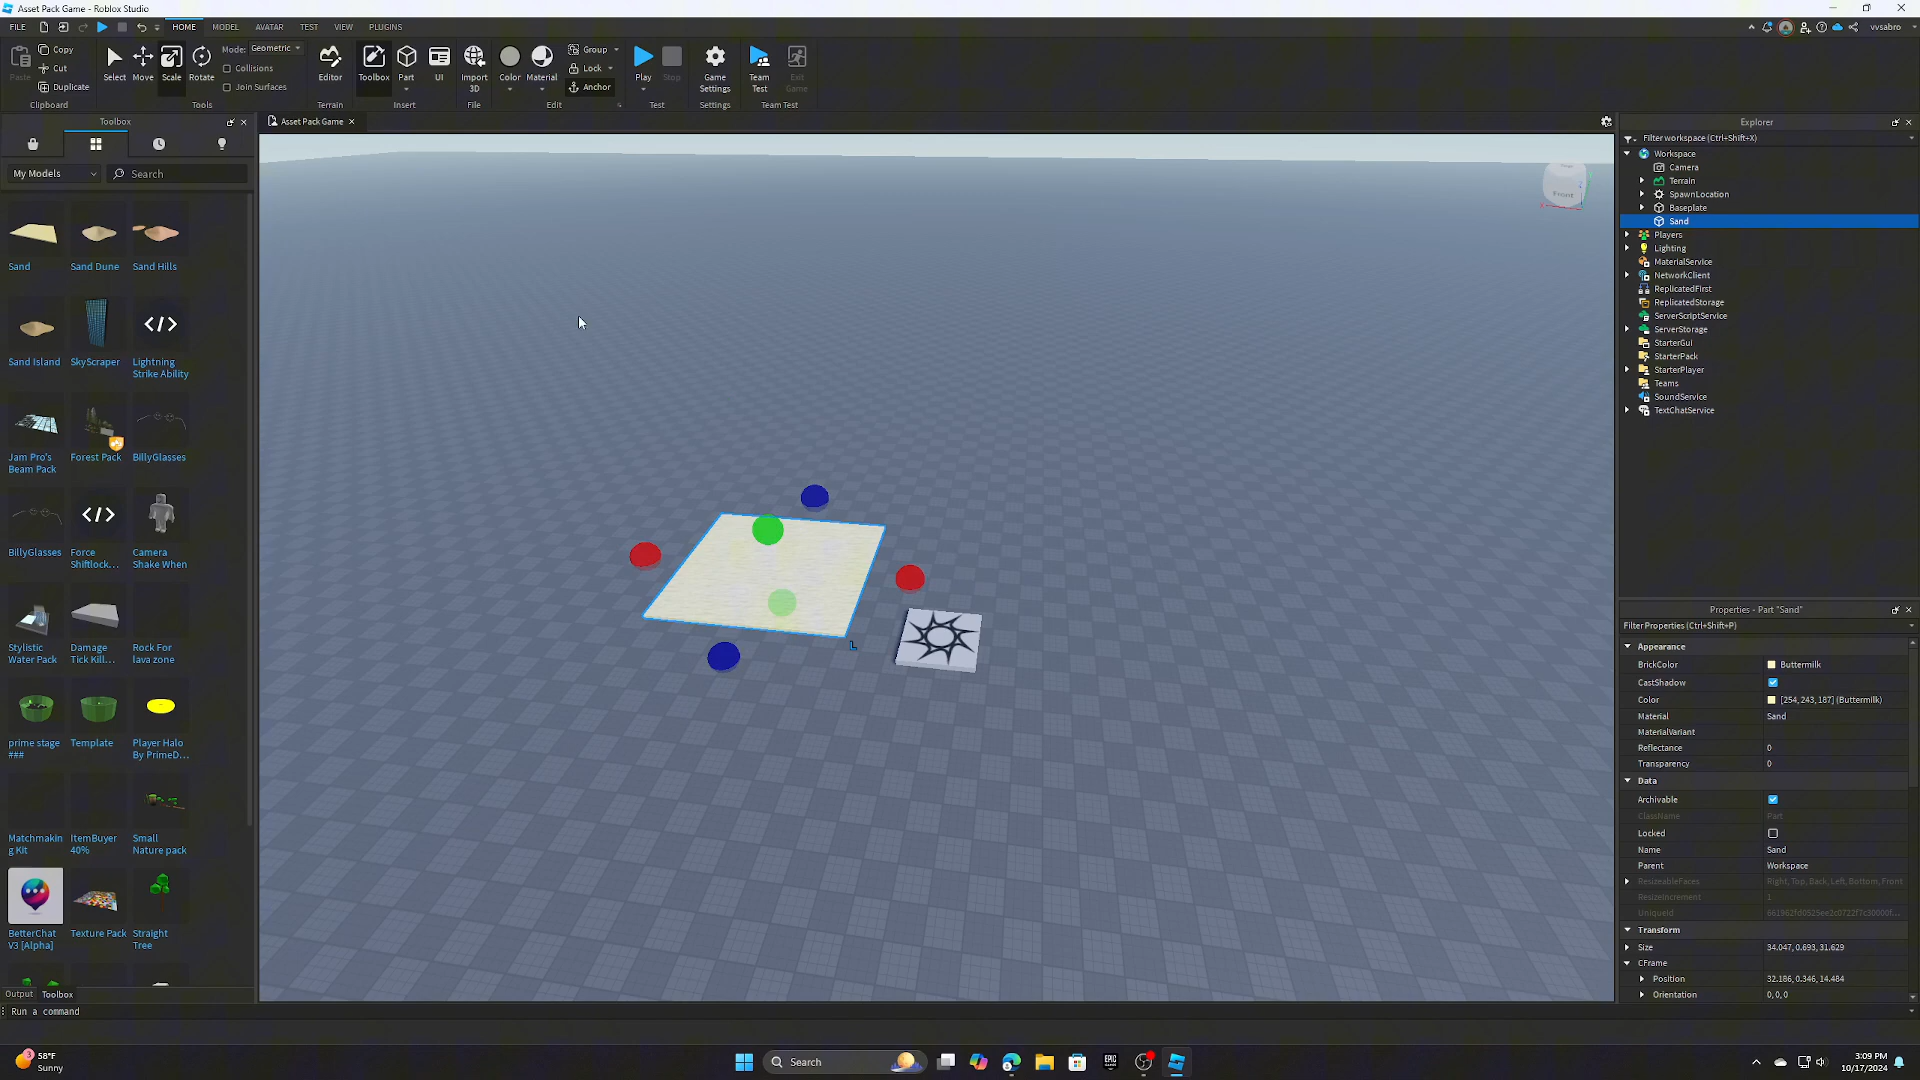 Asset Pack Game - Roblox Studio
FILE HOME MODEL AVATAR TEST VIEW PLUGINS vvsabro
Paste Copy Cut Duplicate Clipboard
Select Move Scale Rotate Mode: Geometric Collisions Join Surfaces Tools
Editor Terrain
Toolbox Part UI Insert
Import 3D File
Color Material Group Lock Anchor Edit
Play Stop Test
Game Settings Settings
Team Test Exit Game Team Test
Toolbox
My Models Search
Sand Sand Dune Sand Hills
Sand Island SkyScraper Lightning Strike Ability
Jam Pro's Beam Pack Forest Pack BillyGlasses
BillyGlasses Force Shiftlock... Camera Shake When
Stylistic Water Pack Damage Tick Kill... Rock For lava zone
prime stage ### Template Player Halo By PrimeD...
Matchmakin g Kit ItemBuyer 40% Small Nature pack
BetterChat V3 [Alpha] Texture Pack Straight Tree
Output Toolbox
Run a command
Asset Pack Game
Front
L
Explorer
Filter workspace (Ctrl+Shift+X)
Workspace
Camera
Terrain
SpawnLocation
Baseplate
Sand
Players
Lighting
MaterialService
NetworkClient
ReplicatedFirst
ReplicatedStorage
ServerScriptService
ServerStorage
StarterGui
StarterPack
StarterPlayer
Teams
SoundService
TextChatService
Properties - Part "Sand"
Filter Properties (Ctrl+Shift+P)
Appearance
BrickColor Buttermilk
CastShadow
Color [254, 243, 187] (Buttermilk)
Material Sand
MaterialVariant
Reflectance 0
Transparency 0
Data
Archivable
ClassName Part
Locked
Name Sand
Parent Workspace
ResizeableFaces Right, Top, Back, Left, Bottom, Front
ResizeIncrement 1
UniqueId
Transform
Size 34.047, 0.693, 31.629
CFrame
Position 32.186, 0.346, 14.484
Orientation 0, 0, 0
58°F
Sunny
Search
EPIC GAMES
3:09 PM
10/17/2024